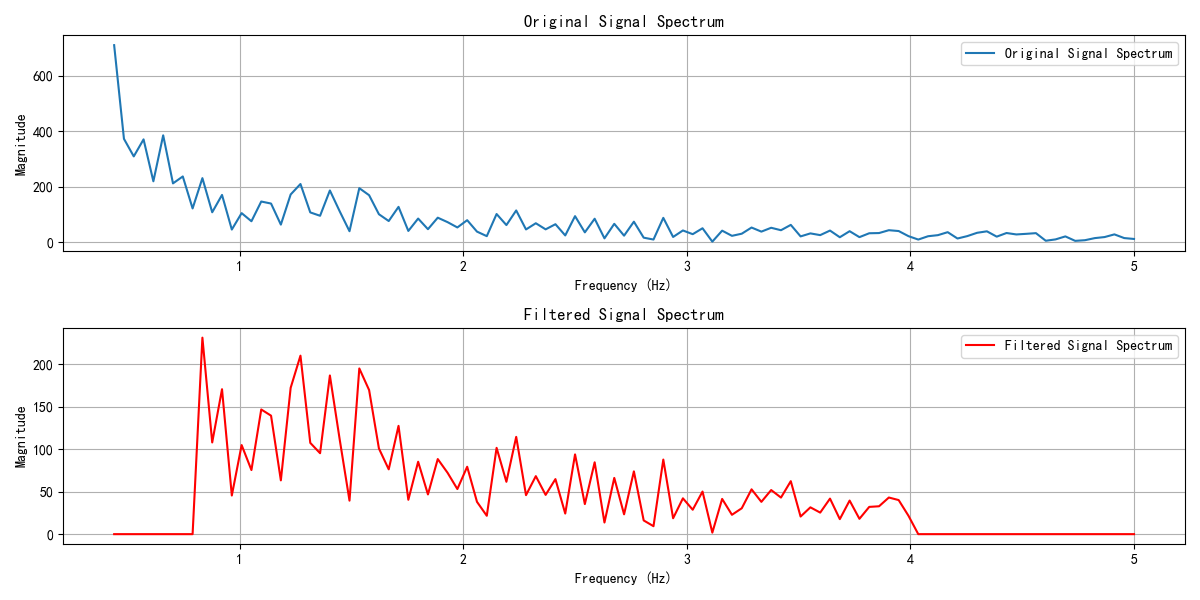 Original Signal Spectrum
Original Signal Spectrum
600
400
200
0
Magnitude
1 2 3 4 5
Frequency (Hz)
Filtered Signal Spectrum
Filtered Signal Spectrum
200
150
100
50
0
Magnitude
1 2 3 4 5
Frequency (Hz)